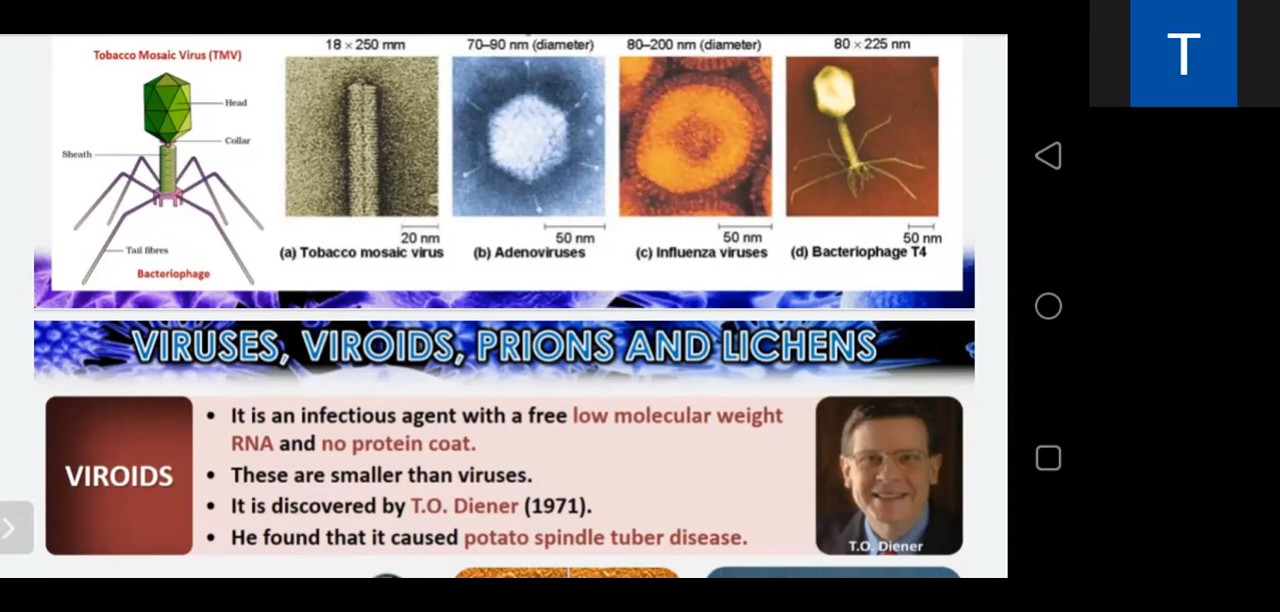 T
Tobacco Mosaic Virus (TMV)
18 × 250 mm
70–90 nm (diameter)
80–200 nm (diameter)
80 × 225 nm
Head
Collar
Sheath
Tail fibres
Bacteriophage
20 nm
50 nm
50 nm
50 nm
(a) Tobacco mosaic virus
(b) Adenoviruses
(c) Influenza viruses
(d) Bacteriophage T4
VIRUSES, VIROIDS, PRIONS AND LICHENS
VIROIDS
• It is an infectious agent with a free low molecular weight
RNA and no protein coat.
• These are smaller than viruses.
• It is discovered by T.O. Diener (1971).
• He found that it caused potato spindle tuber disease.
T.O. Diener